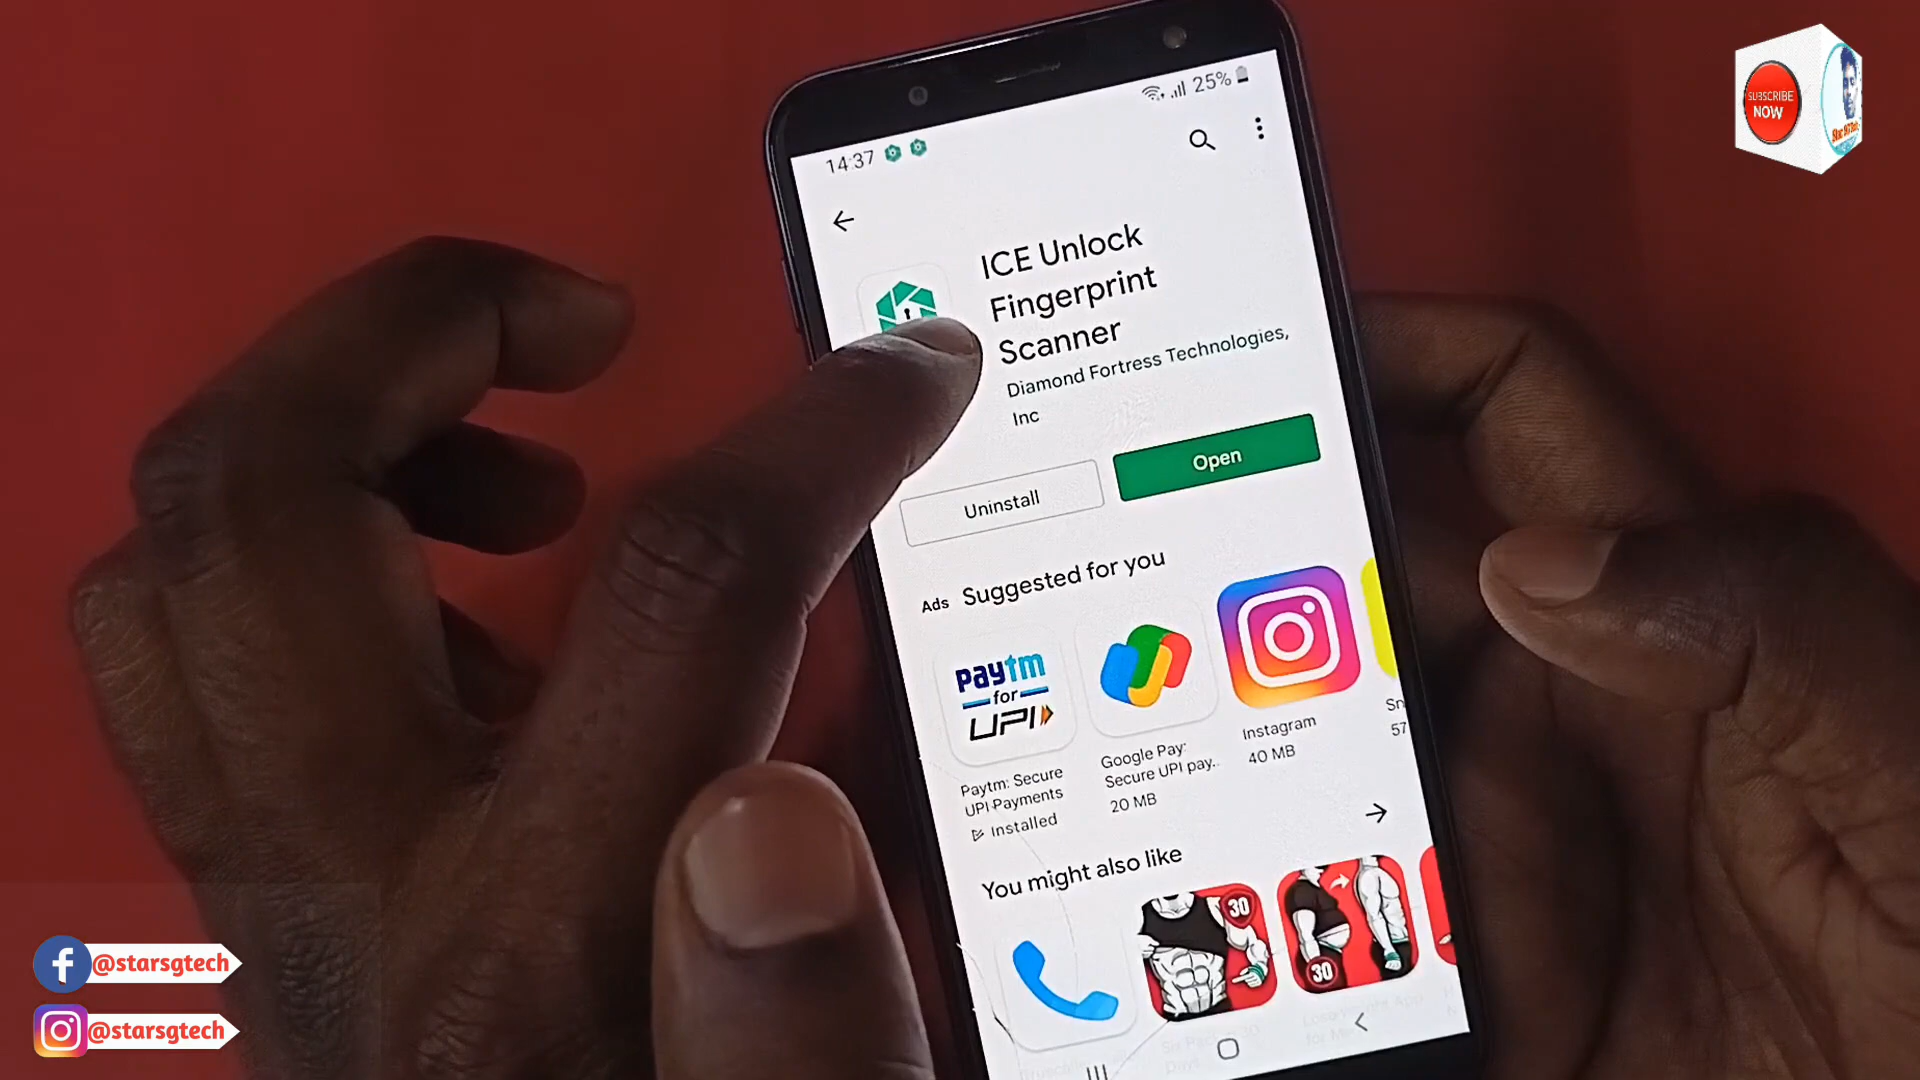 SUBSCRIBE
NOW
25%
14:37
ICE Unlock
Fingerprint
Scanner
Diamond Fortress Technologies,
Inc
Uninstall
Open
Ads Suggested for you
paytm
for
UPI
Paytm: Secure
UPI Payments
Installed
Google Pay:
Secure UPI pay..
20 MB
Instagram
40 MB
Sn
57
You might also like
30
30
@starsgtech
@starsgtech